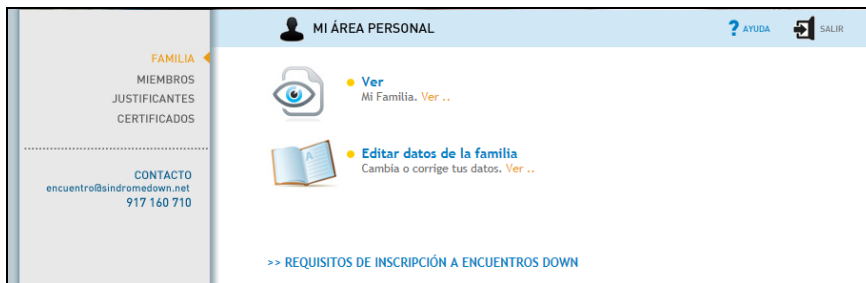 MI ÁREA PERSONAL
? AYUDA
SALIR
FAMILIA
MIEMBROS
JUSTIFICANTES
CERTIFICADOS
CONTACTO
encuentro@sindromedown.net
917 160 710
Ver
Mi Familia. Ver ..
A
Editar datos de la familia
Cambia o corrige tus datos. Ver ..
>> REQUISITOS DE INSCRIPCIÓN A ENCUENTROS DOWN